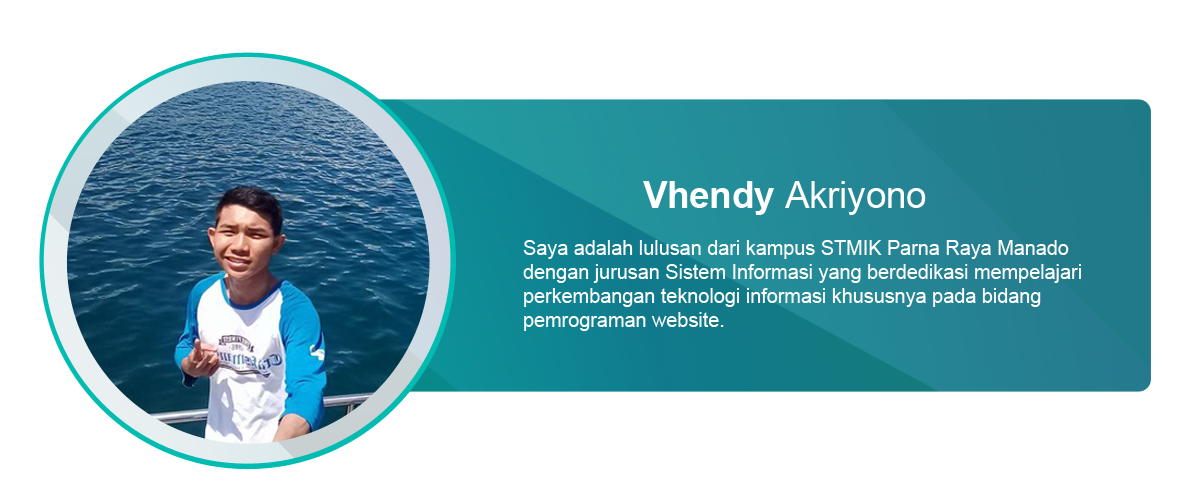 Vhendy Akriyono
Saya adalah lulusan dari kampus STMIK Parna Raya Manado
dengan jurusan Sistem Informasi yang berdedikasi mempelajari
perkembangan teknologi informasi khususnya pada bidang
pemrograman website.